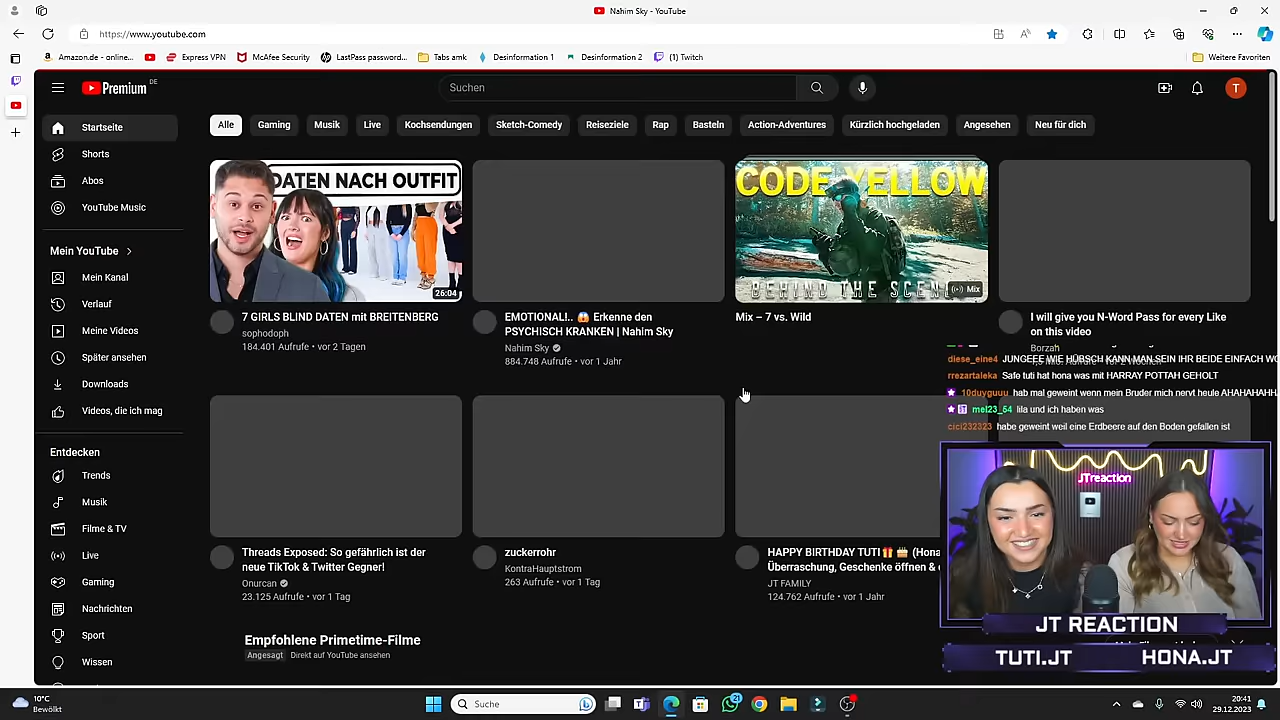 Nahim Sky - YouTube
https://www.youtube.com
Amazon.de - online...
Express VPN
McAfee Security
LastPass password...
Tabs amk
Desinformation 1
Desinformation 2
(1) Twitch
Weitere Favoriten
Premium DE
Suchen
T
Startseite
Shorts
Abos
YouTube Music
Mein YouTube
Mein Kanal
Verlauf
Meine Videos
Später ansehen
Downloads
Videos, die ich mag
Entdecken
Trends
Musik
Filme & TV
Live
Gaming
Nachrichten
Sport
Wissen
Alle
Gaming
Musik
Live
Kochsendungen
Sketch-Comedy
Reiseziele
Rap
Basteln
Action-Adventures
Kürzlich hochgeladen
Angesehen
Neu für dich
DATEN NACH OUTFIT
26:04
7 GIRLS BLIND DATEN mit BREITENBERG
sophodoph
184.401 Aufrufe • vor 2 Tagen
EMOTIONAL!.. 😱 Erkenne den
PSYCHISCH KRANKEN | Nahim Sky
Nahim Sky
884.748 Aufrufe • vor 1 Jahr
CODE YELLOW
BEHIND THE SCEN
Mix
Mix – 7 vs. Wild
I will give you N-Word Pass for every Like
on this video
Borzah
diese_eine4 JUNGEEE WIE HÜBSCH KANN MAN SEIN IHR BEIDE EINFACH WO
rrezartaleka Safe tuti hat hona was mit HARRAY POTTAH GEHOLT
10duyguuu hab mal geweint wenn mein Bruder mich nervt heule AHAHAHAHH
mel23_54 lila und ich haben was
cici232323 habe geweint weil eine Erdbeere auf den Boden gefallen ist
Threads Exposed: So gefährlich ist der
neue TikTok & Twitter Gegner!
Onurcan
23.125 Aufrufe • vor 1 Tag
zuckerrohr
KontraHauptstrom
263 Aufrufe • vor 1 Tag
HAPPY BIRTHDAY TUTI🎁🎂 (Hona
Überraschung, Geschenke öffnen &
JT FAMILY
124.762 Aufrufe • vor 1 Jahr
Empfohlene Primetime-Filme
Angesagt Direkt auf YouTube ansehen
JTreaction
JT REACTION
TUTI.JT
HONA.JT
10°C
Bewölkt
Suche
21
20:41
29.12.2023